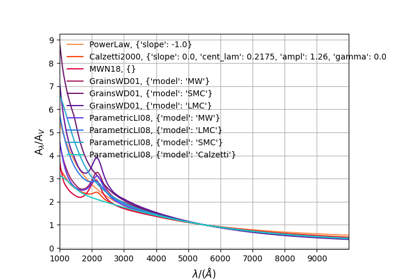 9
8
7
6
5
4
3
2
1
0
A_λ/A_V
PowerLaw, {'slope': -1.0}
Calzetti2000, {'slope': 0.0, 'cent_lam': 0.2175, 'ampl': 1.26, 'gamma': 0.0
MWN18, {}
GrainsWD01, {'model': 'MW'}
GrainsWD01, {'model': 'SMC'}
GrainsWD01, {'model': 'LMC'}
ParametricLI08, {'model': 'MW'}
ParametricLI08, {'model': 'LMC'}
ParametricLI08, {'model': 'SMC'}
ParametricLI08, {'model': 'Calzetti'}
1000 2000 3000 4000 5000 6000 7000 8000 9000
λ/(Å)